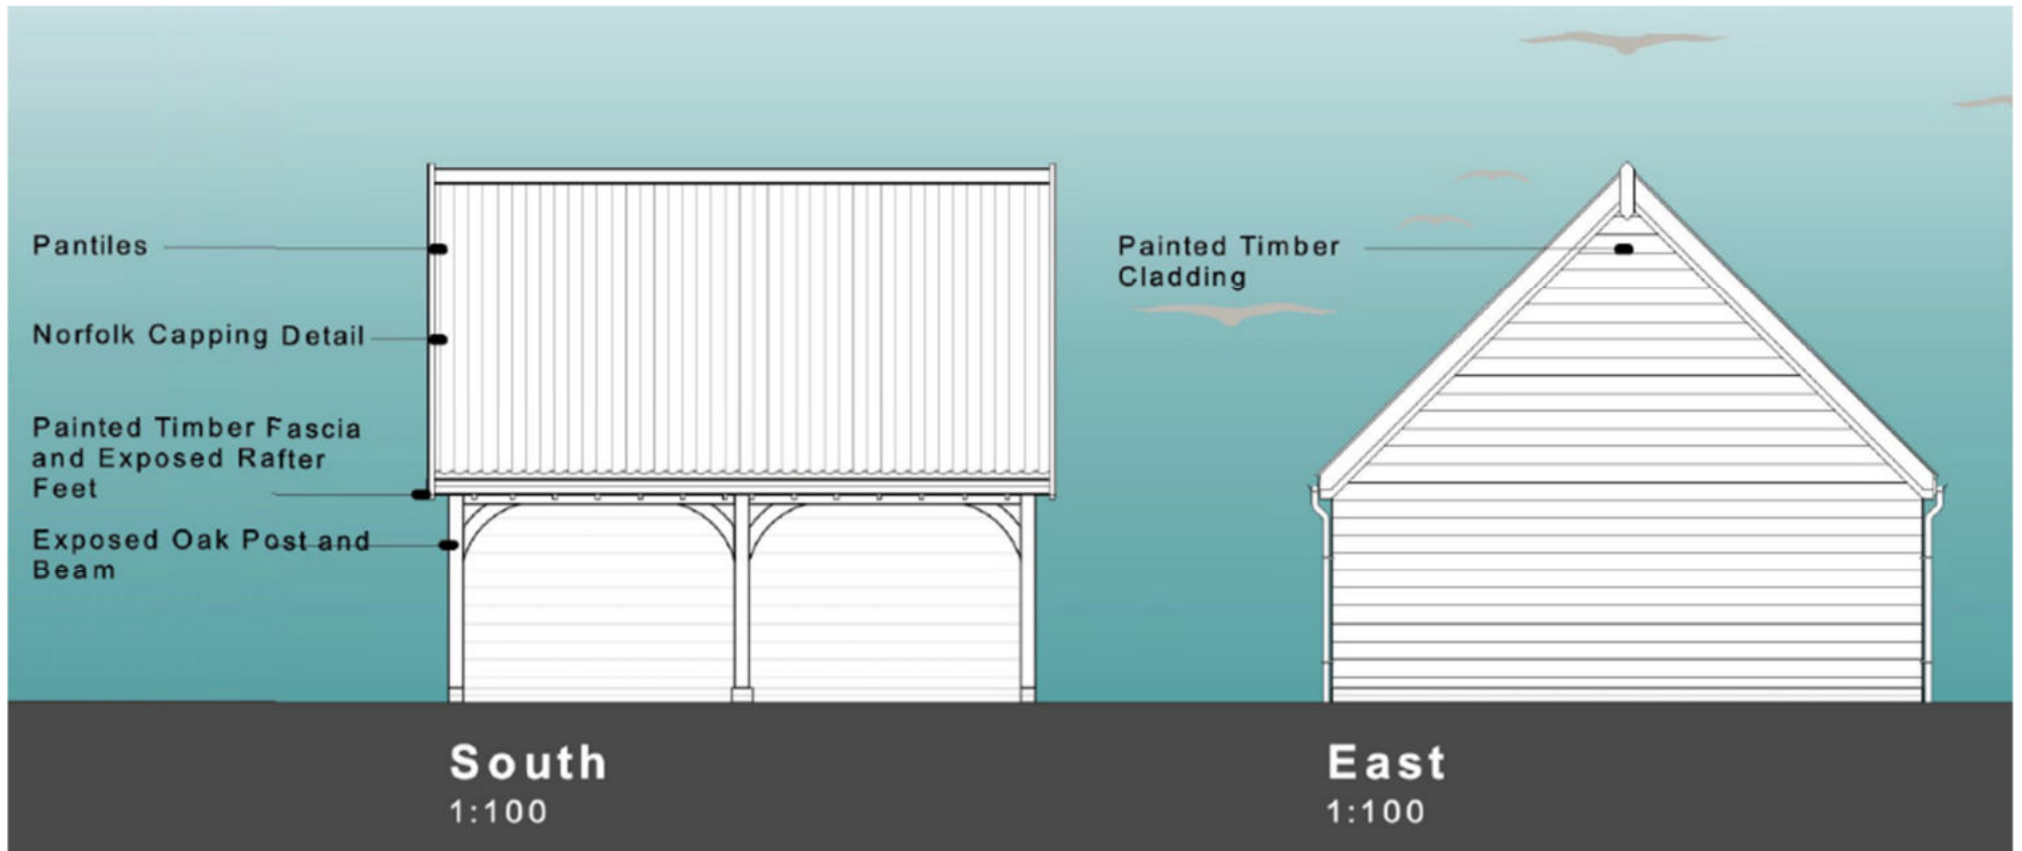 Pantiles
Norfolk Capping Detail
Painted Timber Fascia
and Exposed Rafter
Feet
Exposed Oak Post and
Beam
Painted Timber
Cladding
South
1:100
East
1:100